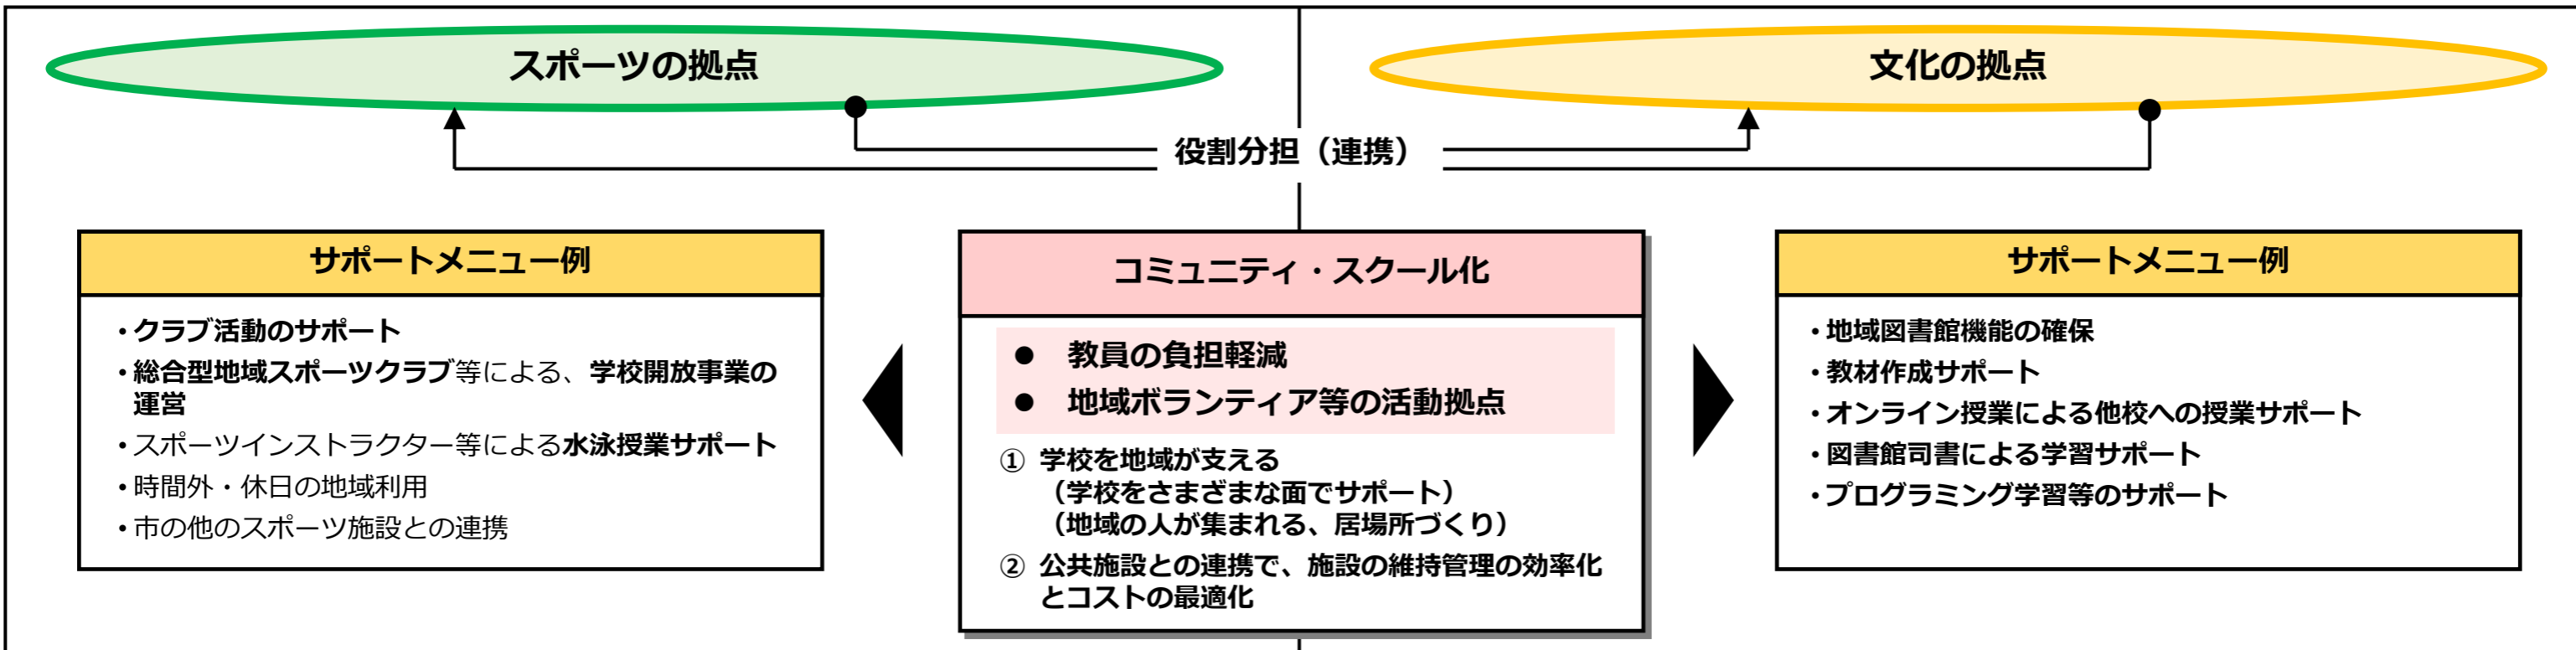 スポーツの拠点
文化の拠点
役割分担（連携）
サポートメニュー例
・クラブ活動のサポート
・総合型地域スポーツクラブ等による、学校開放事業の
運営
・スポーツインストラクター等による水泳授業サポート
・時間外・休日の地域利用
・市の他のスポーツ施設との連携
コミュニティ・スクール化
● 教員の負担軽減
● 地域ボランティア等の活動拠点
① 学校を地域が支える
（学校をさまざまな面でサポート）
（地域の人が集まれる、居場所づくり）
② 公共施設との連携で、施設の維持管理の効率化
とコストの最適化
サポートメニュー例
・地域図書館機能の確保
・教材作成サポート
・オンライン授業による他校への授業サポート
・図書館司書による学習サポート
・プログラミング学習等のサポート